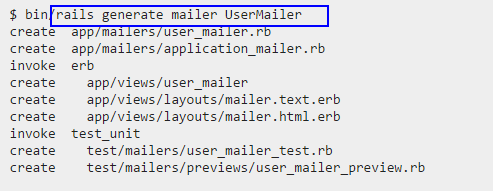 $ bin/rails generate mailer UserMailer
create  app/mailers/user_mailer.rb
create  app/mailers/application_mailer.rb
invoke  erb
create    app/views/user_mailer
create    app/views/layouts/mailer.text.erb
create    app/views/layouts/mailer.html.erb
invoke  test_unit
create    test/mailers/user_mailer_test.rb
create    test/mailers/previews/user_mailer_preview.rb